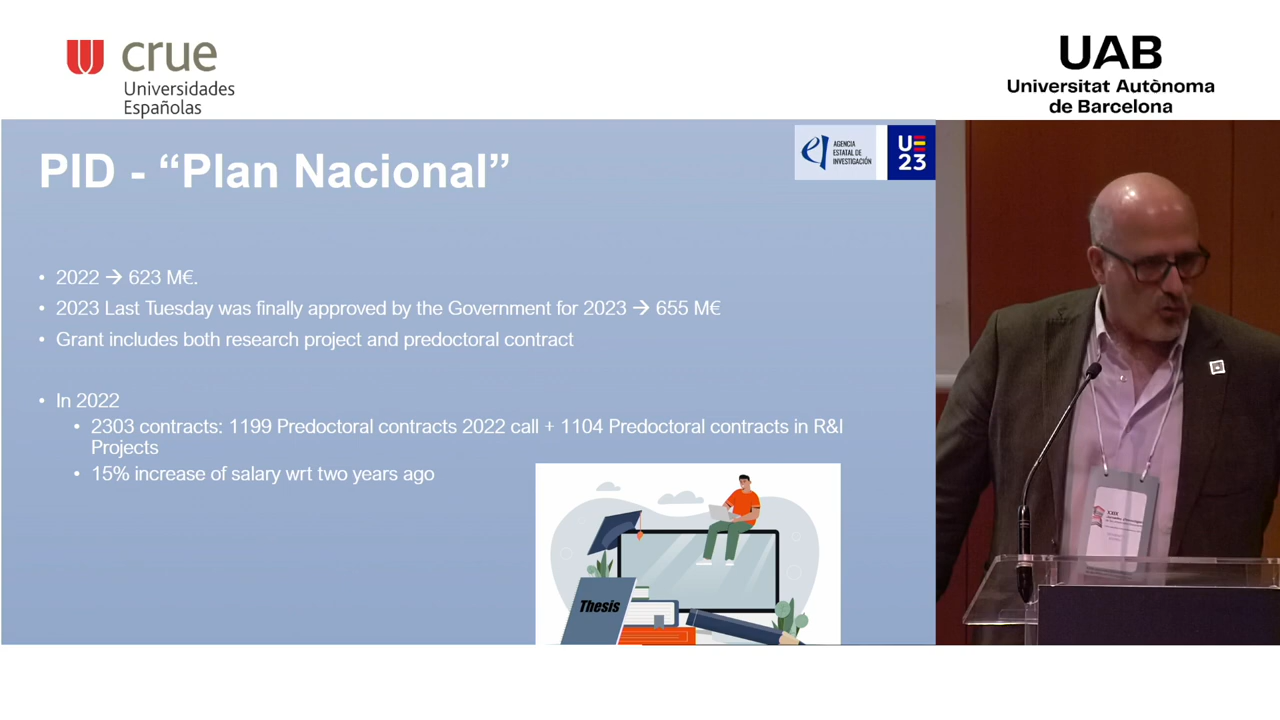 crue
Universidades
Españolas
UAB
Universitat Autònoma
de Barcelona
PID - “Plan Nacional”
AGENCIA
ESTATAL DE
INVESTIGACIÓN
UE
23
• 2022 → 623 M€.
• 2023 Last Tuesday was finally approved by the Government for 2023 → 655 M€
• Grant includes both research project and predoctoral contract
• In 2022
• 2303 contracts: 1199 Predoctoral contracts 2022 call + 1104 Predoctoral contracts in R&I
Projects
• 15% increase of salary wrt two years ago
Thesis